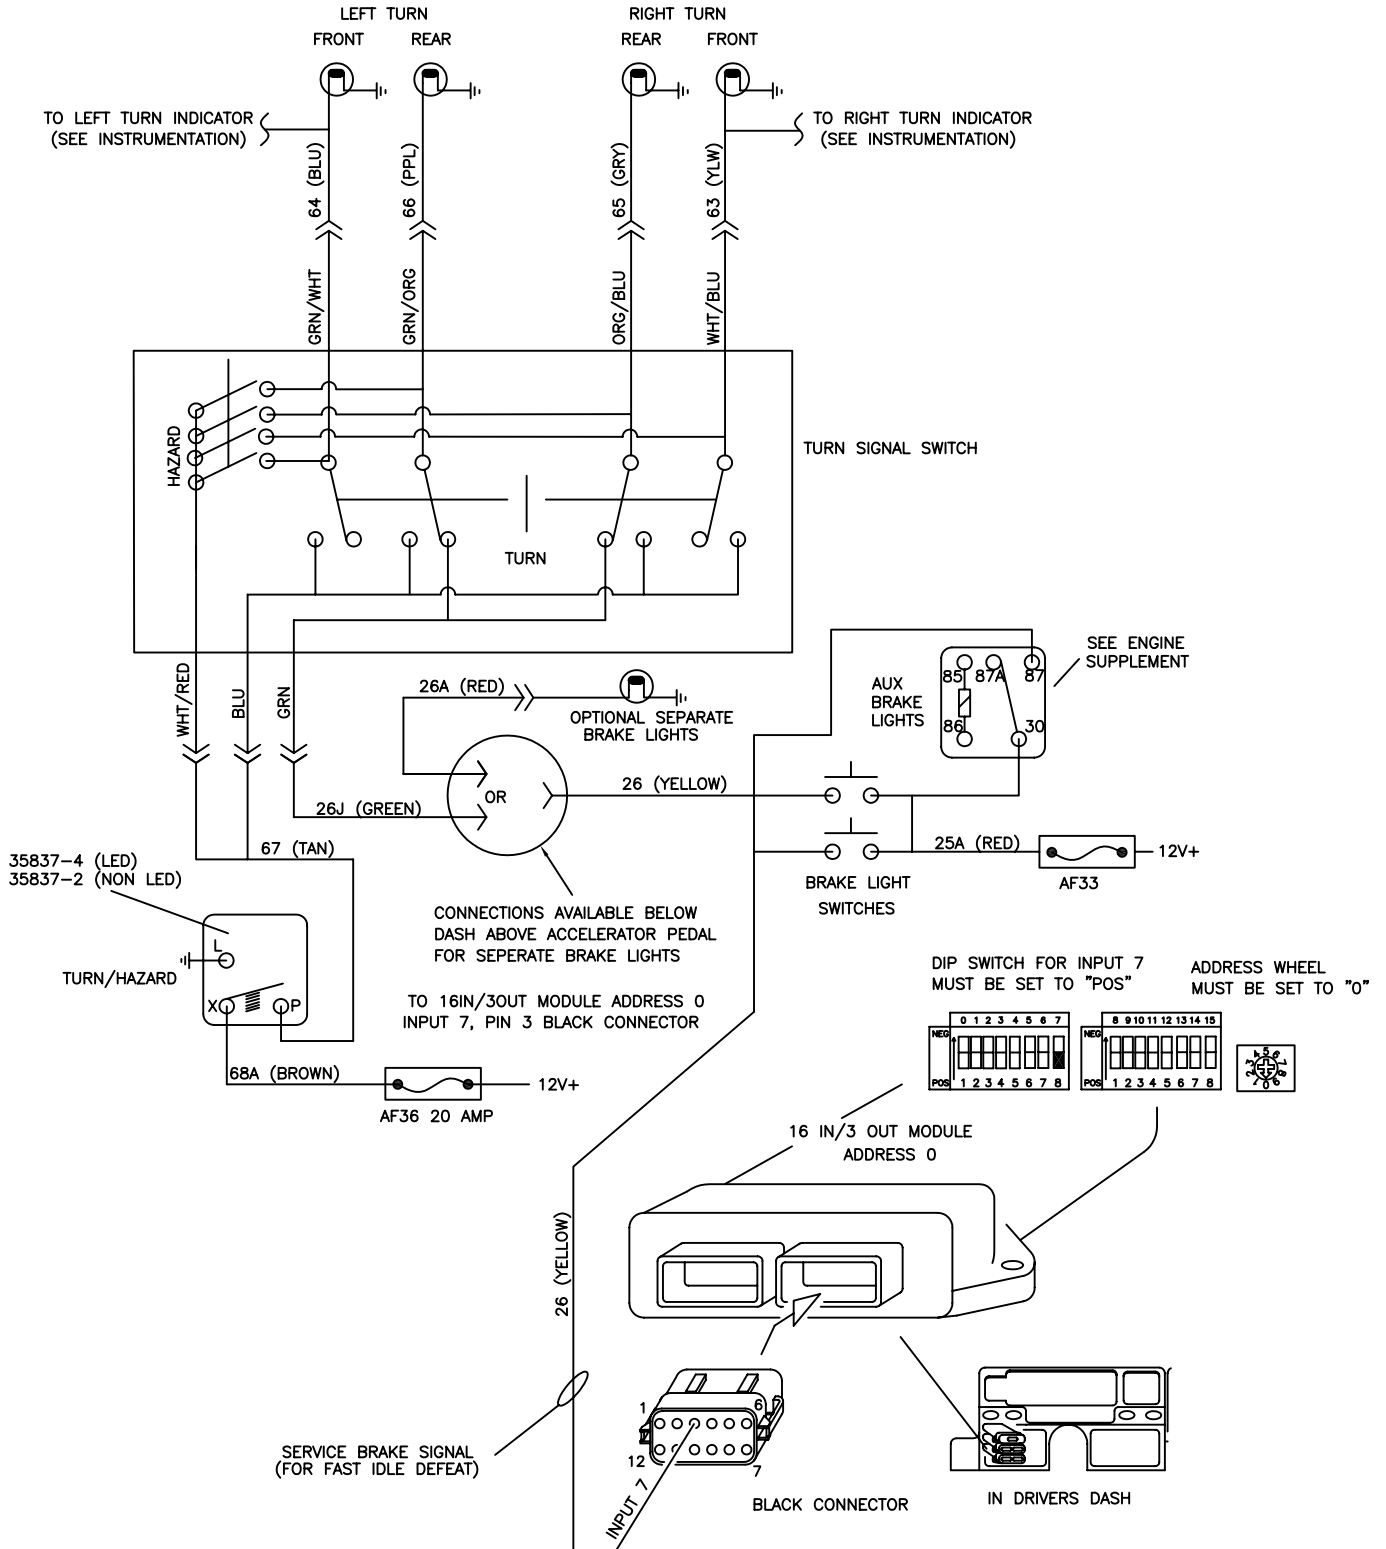 LEFT TURN
RIGHT TURN
FRONT
REAR
REAR
FRONT
TO LEFT TURN INDICATOR
(SEE INSTRUMENTATION)
TO RIGHT TURN INDICATOR
(SEE INSTRUMENTATION)
64 (BLU)
66 (PPL)
65 (GRY)
63 (YLW)
GRN/WHT
GRN/ORG
ORG/BLU
WHT/BLU
HAZARD
TURN SIGNAL SWITCH
TURN
WHT/RED
BLU
GRN
26A (RED)
OPTIONAL SEPARATE
BRAKE LIGHTS
AUX
BRAKE
LIGHTS
85
87A
87
86
30
SEE ENGINE
SUPPLEMENT
OR
26 (YELLOW)
26J (GREEN)
67 (TAN)
25A (RED)
12V+
AF33
BRAKE LIGHT
SWITCHES
35837-4 (LED)
35837-2 (NON LED)
CONNECTIONS AVAILABLE BELOW
DASH ABOVE ACCELERATOR PEDAL
FOR SEPERATE BRAKE LIGHTS
L
TURN/HAZARD
X
P
TO 16IN/3OUT MODULE ADDRESS 0
INPUT 7, PIN 3 BLACK CONNECTOR
68A (BROWN)
12V+
AF36 20 AMP
DIP SWITCH FOR INPUT 7
MUST BE SET TO "POS"
ADDRESS WHEEL
MUST BE SET TO "0"
0 1 2 3 4 5 6 7
NEG
POS
1 2 3 4 5 6 7 8
8 9 10 11 12 13 14 15
NEG
POS
1 2 3 4 5 6 7 8
0 1 2 3 4 5 6 7 8 9
16 IN/3 OUT MODULE
ADDRESS 0
26 (YELLOW)
SERVICE BRAKE SIGNAL
(FOR FAST IDLE DEFEAT)
1
6
12
7
INPUT 7
BLACK CONNECTOR
IN DRIVERS DASH